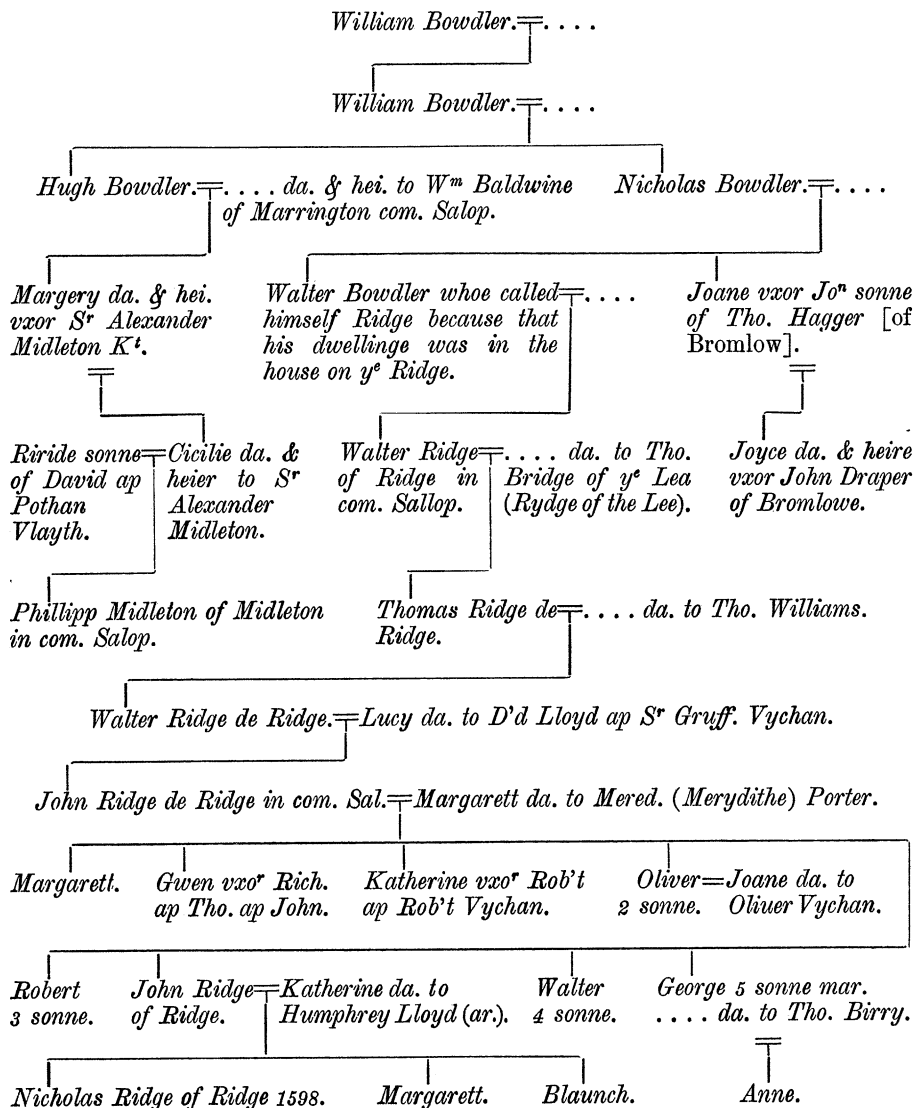 William Bowdler. . . . .
William Bowdler. . . . .
Hugh Bowdler. . . . . da. & hei. to Wᵐ Baldwine
of Marrington com. Salop.
Nicholas Bowdler. . . . .
Margery da. & hei.
vxor Sʳ Alexander
Midleton Kᵗ.
Walter Bowdler whoe called . . . .
himself Ridge because that
his dwellinge was in the
house on yᵉ Ridge.
Joane vxor Joⁿ sonne
of Tho. Hagger [of
Bromlow].
Riride sonne
of David ap
Pothan
Vlayth.
Cicilie da. &
heier to Sʳ
Alexander
Midleton.
Walter Ridge
of Ridge in
com. Sallop.
. . . . da. to Tho.
Bridge of yᵉ Lea
(Rydge of the Lee).
Joyce da. & heire
vxor John Draper
of Bromlowe.
Phillipp Midleton of Midleton
in com. Salop.
Thomas Ridge de . . . . da. to Tho. Williams.
Ridge.
Walter Ridge de Ridge. Lucy da. to D'd Lloyd ap Sʳ Gruff. Vychan.
John Ridge de Ridge in com. Sal. Margarett da. to Mered. (Merydithe) Porter.
Margarett.
Gwen vxoʳ Rich.
ap Tho. ap John.
Katherine vxoʳ Rob't
ap Rob't Vychan.
Oliver
2 sonne.
Joane da. to
Oliuer Vychan.
Robert
3 sonne.
John Ridge
of Ridge.
Katherine da. to
Humphrey Lloyd (ar.).
Walter
4 sonne.
George 5 sonne mar.
. . . . da. to Tho. Birry.
Nicholas Ridge of Ridge 1598.
Margarett.
Blaunch.
Anne.